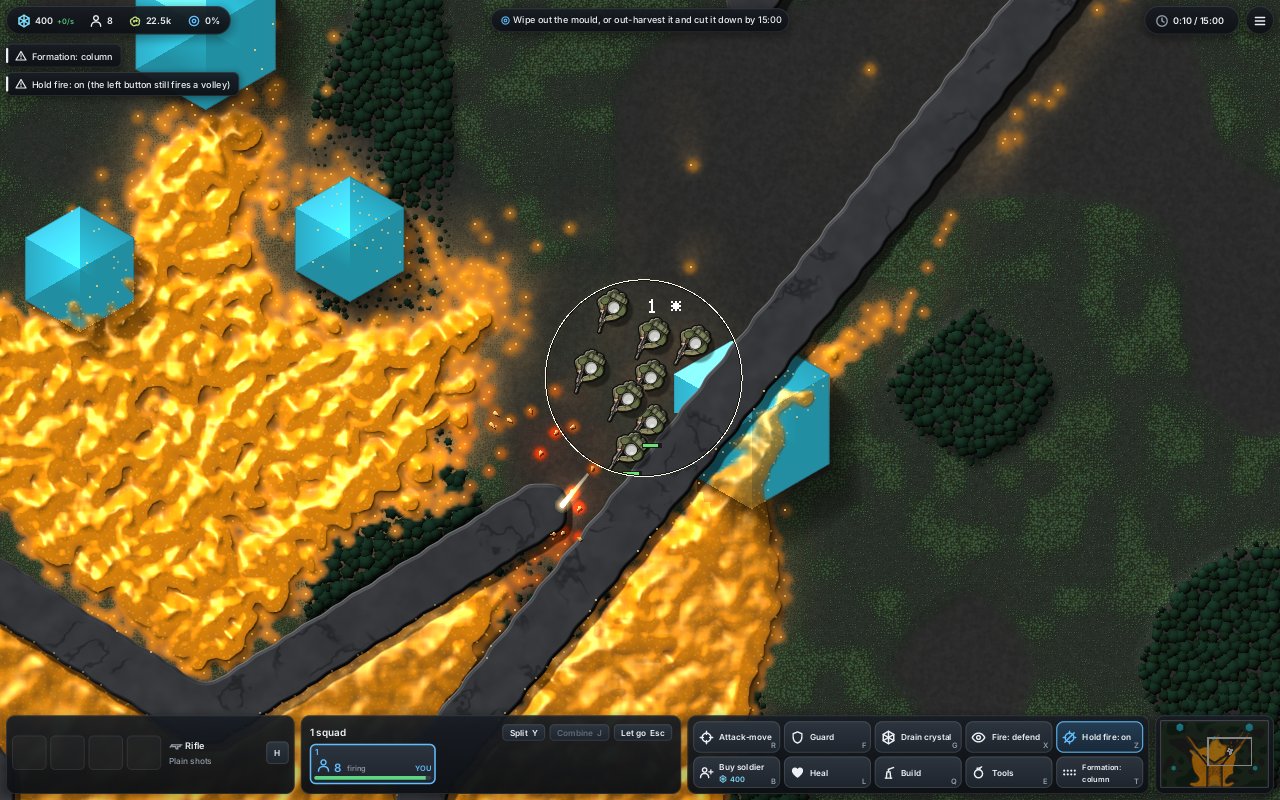 400 +0/s 8 22.5k 0%
Wipe out the mould, or out-harvest it and cut it down by 15:00
0:10 / 15:00
Formation: column
Hold fire: on (the left button still fires a volley)
1
Rifle
Plain shots
H
1 squad
Split Y
Combine J
Let go Esc
1
8 firing YOU
Attack-move R
Guard F
Drain crystal G
Fire: defend X
Hold fire: on Z
Buy soldier 400 B
Heal L
Build Q
Tools E
Formation: column T